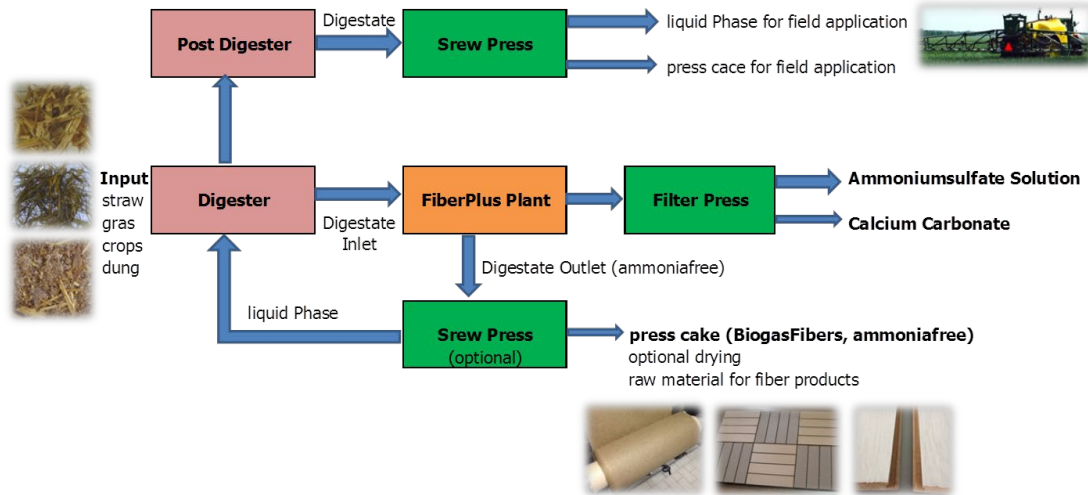 Digestate
Post Digester
Srew Press
liquid Phase for field application
press cace for field application
Input
straw
gras
crops
dung
Digester
Digestate
Inlet
FiberPlus Plant
Filter Press
Ammoniumsulfate Solution
Calcium Carbonate
Digestate Outlet (ammoniafree)
liquid Phase
Srew Press
(optional)
press cake (BiogasFibers, ammoniafree)
optional drying
raw material for fiber products